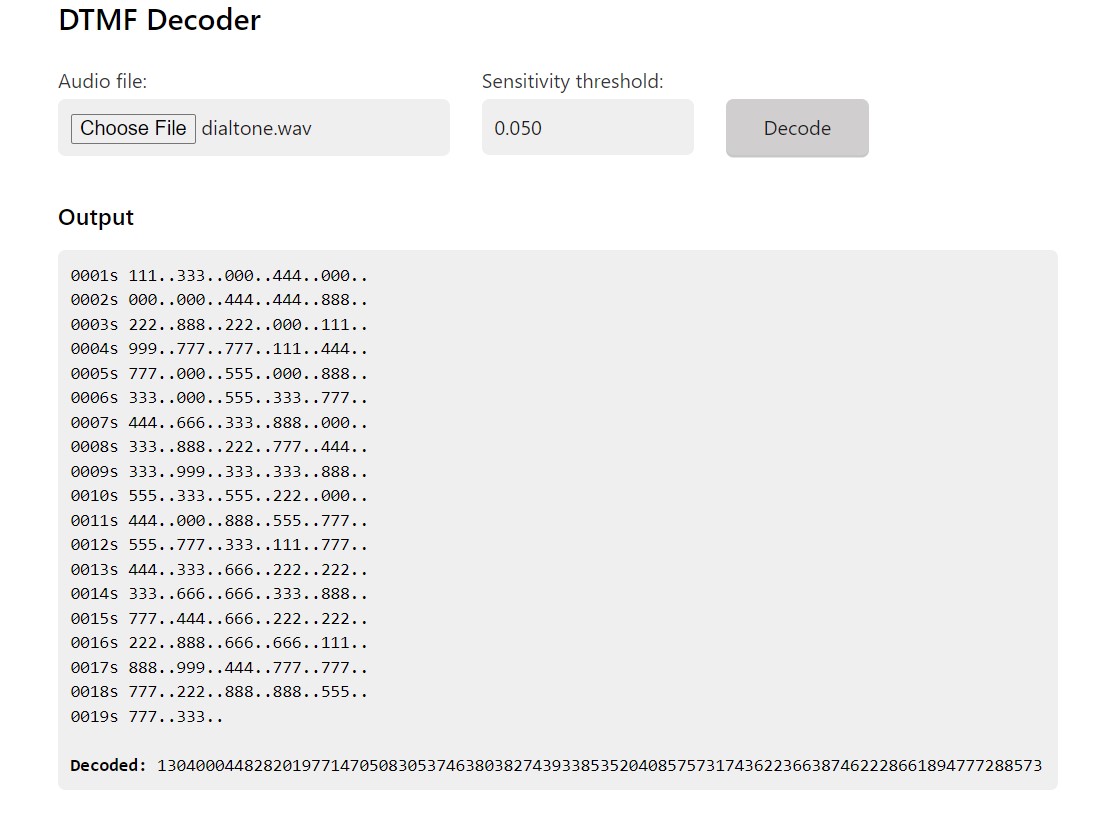 DTMF Decoder
Audio file:
Sensitivity threshold:
Choose File dialtone.wav
0.050
Decode
Output
0001s 111..333..000..444..000..
0002s 000..000..444..444..888..
0003s 222..888..222..000..111..
0004s 999..777..777..111..444..
0005s 777..000..555..000..888..
0006s 333..000..555..333..777..
0007s 444..666..333..888..000..
0008s 333..888..222..777..444..
0009s 333..999..333..333..888..
0010s 555..333..555..222..000..
0011s 444..000..888..555..777..
0012s 555..777..333..111..777..
0013s 444..333..666..222..222..
0014s 333..666..666..333..888..
0015s 777..444..666..222..222..
0016s 222..888..666..666..111..
0017s 888..999..444..777..777..
0018s 777..222..888..888..555..
0019s 777..333..
Decoded: 13040004482820197714705083053746380382743933853520408575731743622366387462228661894777288573